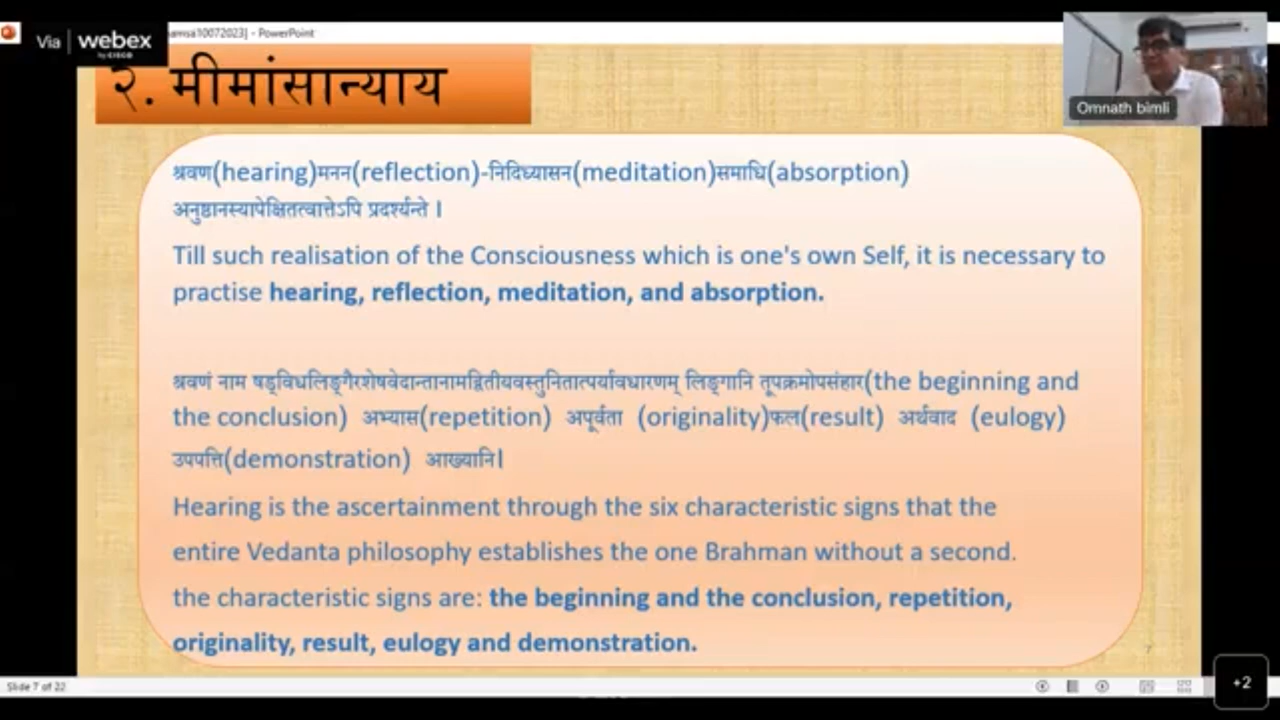 Via webex
by CISCO
amsa10072023] - PowerPoint
२. मीमांसान्याय
Omnath bimli
श्रवण(hearing)मनन(reflection)-निदिध्यासन(meditation)समाधि(absorption)
अनुष्ठानस्यापेक्षितत्वात्तेऽपि प्रदर्श्यन्ते ।
Till such realisation of the Consciousness which is one's own Self, it is necessary to
practise hearing, reflection, meditation, and absorption.
श्रवणं नाम षड्विधलिङ्गैरशेषवेदान्तानामद्वितीयवस्तुनितात्पर्यावधारणम् लिङ्गानि तूपक्रमोपसंहार(the beginning and
the conclusion) अभ्यास(repetition) अपूर्वता (originality)फल(result) अर्थवाद (eulogy)
उपपत्ति(demonstration) आख्यानि।
Hearing is the ascertainment through the six characteristic signs that the
entire Vedanta philosophy establishes the one Brahman without a second.
the characteristic signs are: the beginning and the conclusion, repetition,
originality, result, eulogy and demonstration.
7
Slide 7 of 22
+2